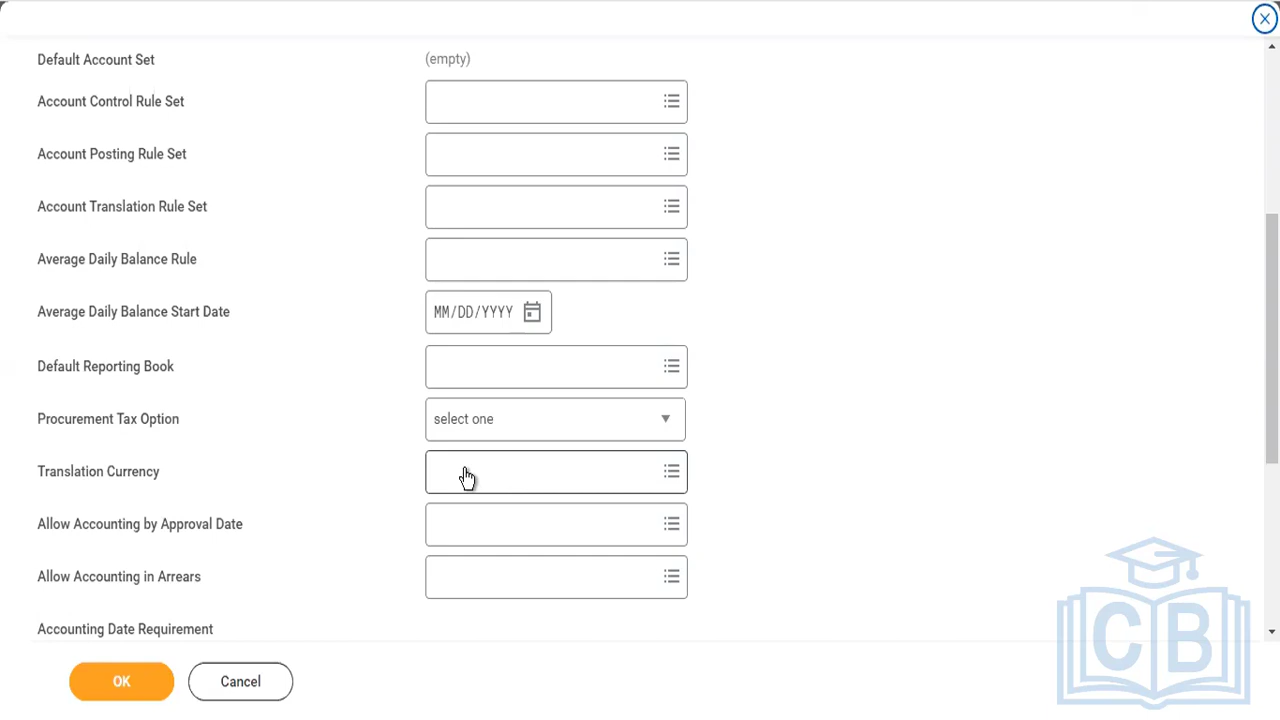 Default Account Set (empty)
Account Control Rule Set
Account Posting Rule Set
Account Translation Rule Set
Average Daily Balance Rule
Average Daily Balance Start Date MM/DD/YYYY
Default Reporting Book
Procurement Tax Option select one
Translation Currency
Allow Accounting by Approval Date
Allow Accounting in Arrears
Accounting Date Requirement
OK Cancel
CB